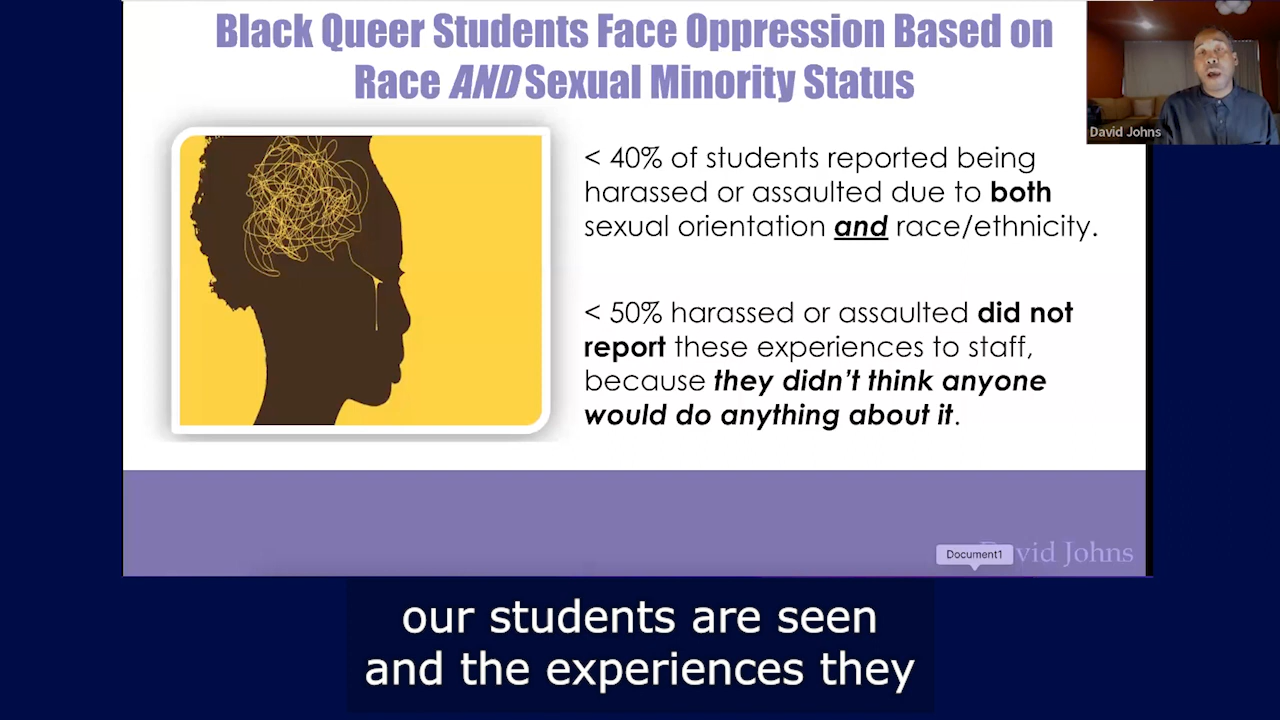 Black Queer Students Face Oppression Based on
Race AND Sexual Minority Status
David Johns
< 40% of students reported being
harassed or assaulted due to both
sexual orientation and race/ethnicity.
< 50% harassed or assaulted did not
report these experiences to staff,
because they didn't think anyone
would do anything about it.
Document1
vid Johns
our students are seen
and the experiences they